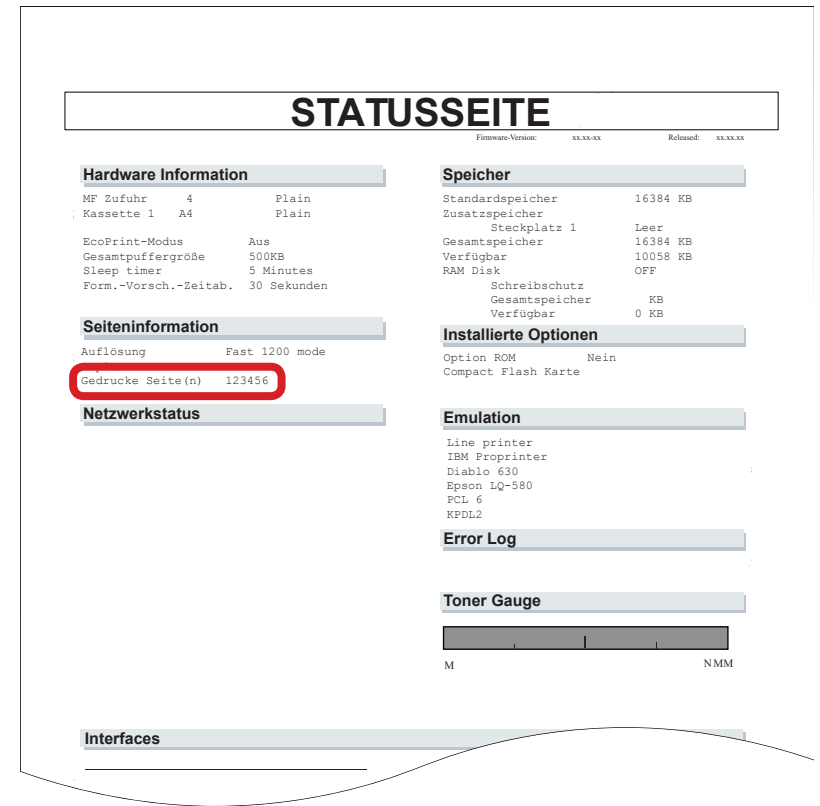 STATUSSEITE
Firmware-Version: xx.xx-xx Released: xx.xx.xx
Hardware Information
MF Zufuhr 4 Plain
Kassette 1 A4 Plain
EcoPrint-Modus Aus
Gesamtpuffergröße 500KB
Sleep timer 5 Minutes
Form.-Vorsch.-Zeitab. 30 Sekunden
Seiteninformation
Auflösung Fast 1200 mode
Gedrucke Seite(n) 123456
Netzwerkstatus
Speicher
Standardspeicher 16384 KB
Zusatzspeicher
Steckplatz 1 Leer
Gesamtspeicher 16384 KB
Verfügbar 10058 KB
RAM Disk OFF
Schreibschutz
Gesamtspeicher KB
Verfügbar 0 KB
Installierte Optionen
Option ROM Nein
Compact Flash Karte
Emulation
Line printer
IBM Proprinter
Diablo 630
Epson LQ-580
PCL 6
KPDL2
Error Log
Toner Gauge
M NMM
Interfaces